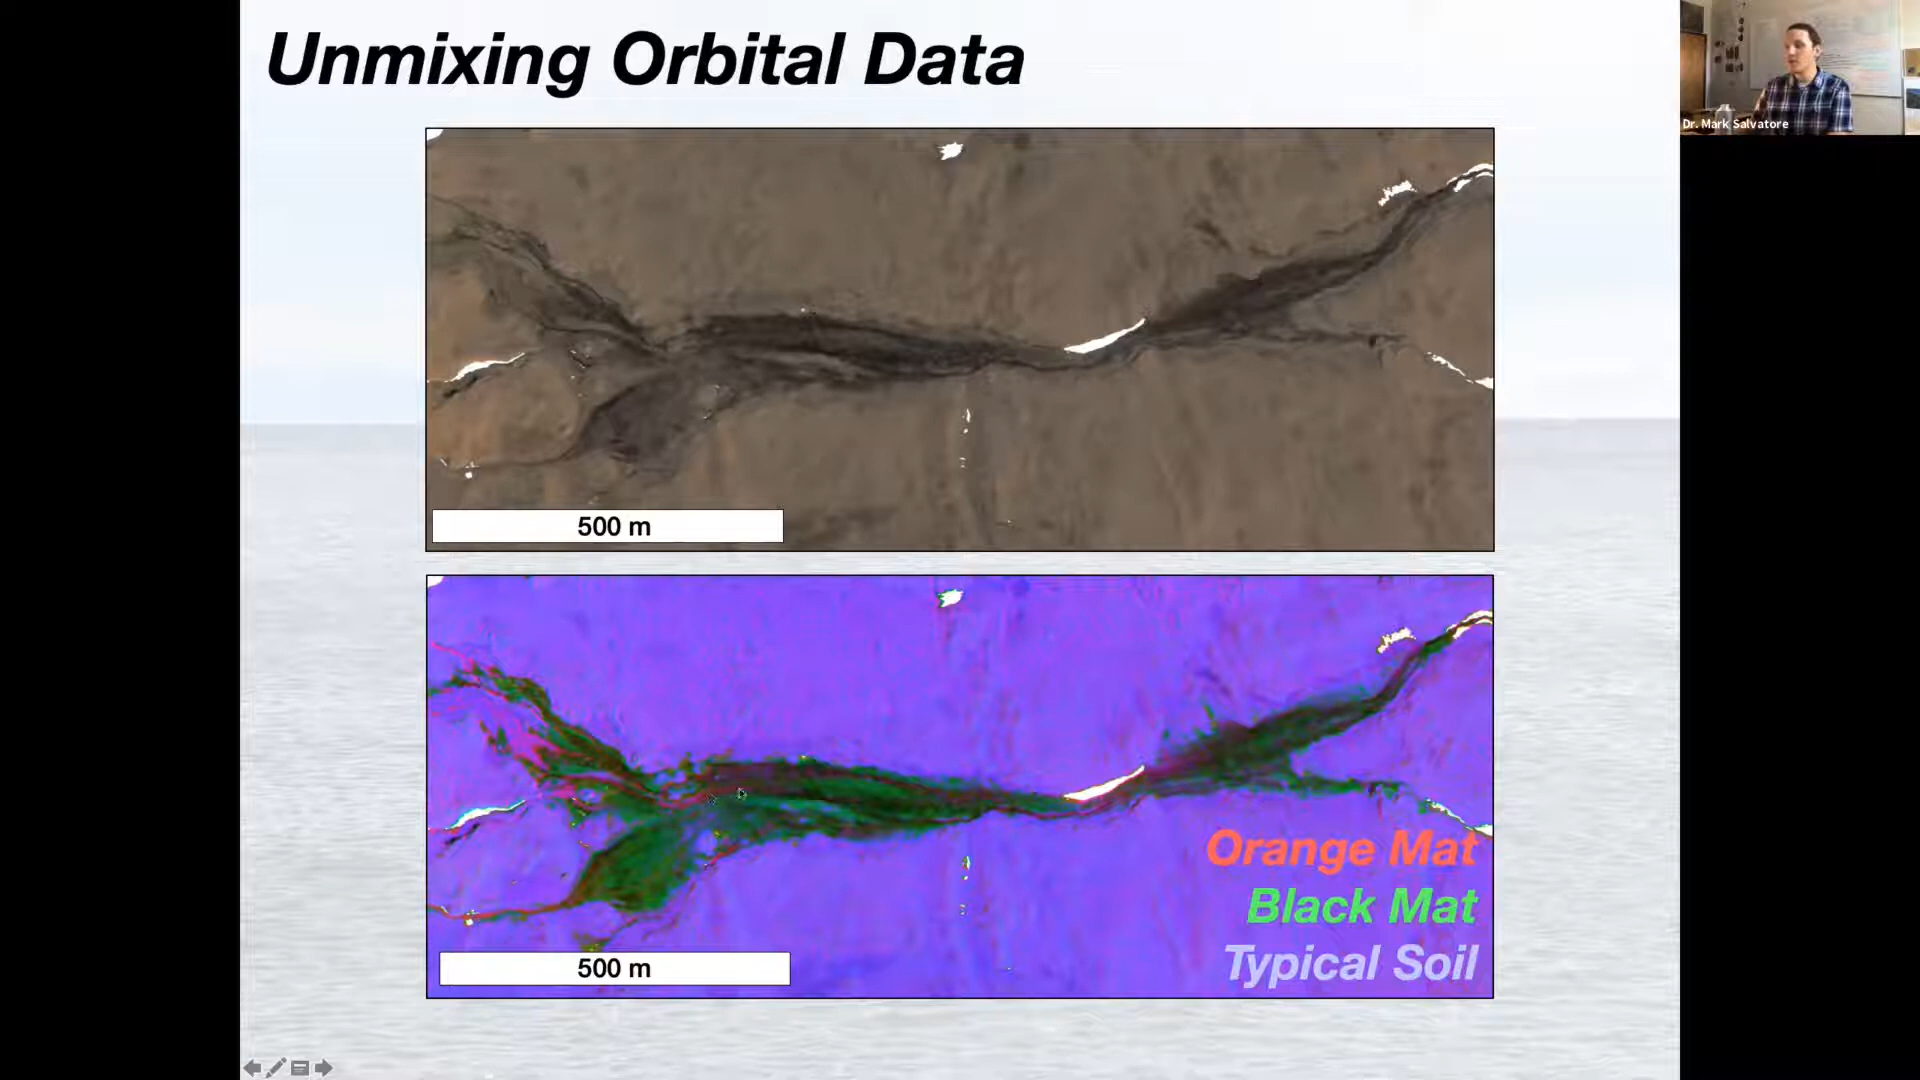 Unmixing Orbital Data
Dr. Mark Salvatore
500 m
Orange Mat
Black Mat
Typical Soil
500 m